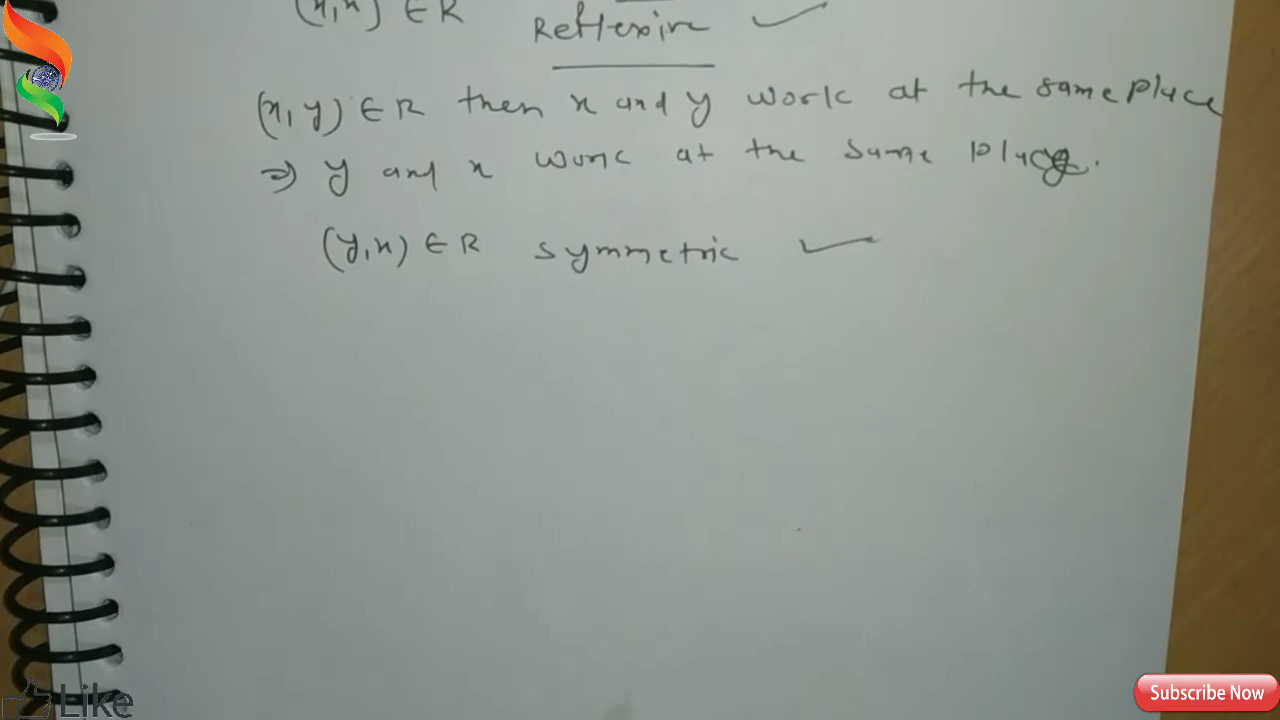 (x,x) ∈ R
Reflexive ✓
(x, y) ∈ R then x and y work at the same place
⇒ y and x work at the same place.
(y,x) ∈ R symmetric ✓
Like
Subscribe Now